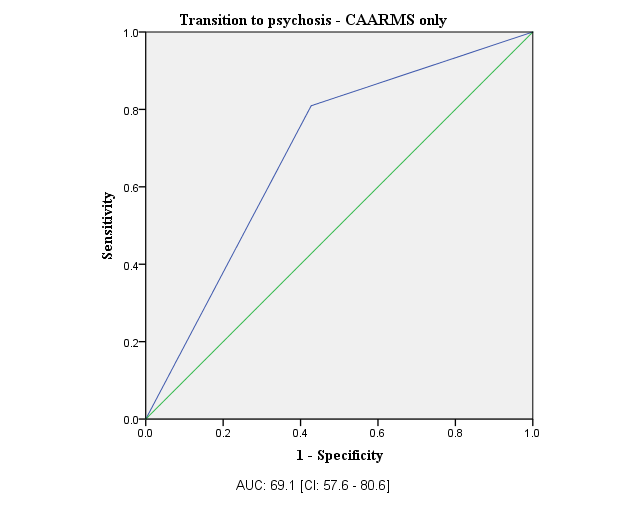 Transition to psychosis - CAARMS only
1.0
0.8
0.6
0.4
0.2
0.0
Sensitivity
0.0 0.2 0.4 0.6 0.8 1.0
1 - Specificity
AUC: 69.1 [CI: 57.6 - 80.6]